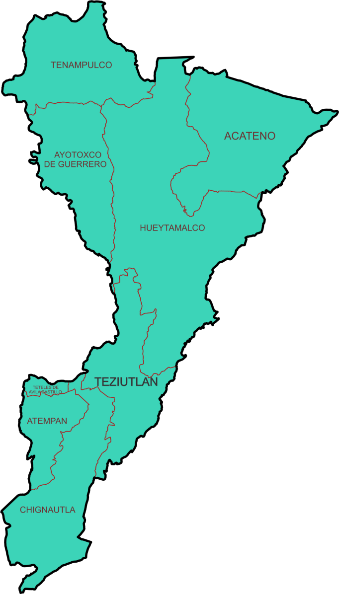 TENAMPULCO
ACATENO
AYOTOXCO
DE GUERRERO
HUEYTAMALCO
TEZIUTLAN
ATEMPAN
CHIGNAUTLA